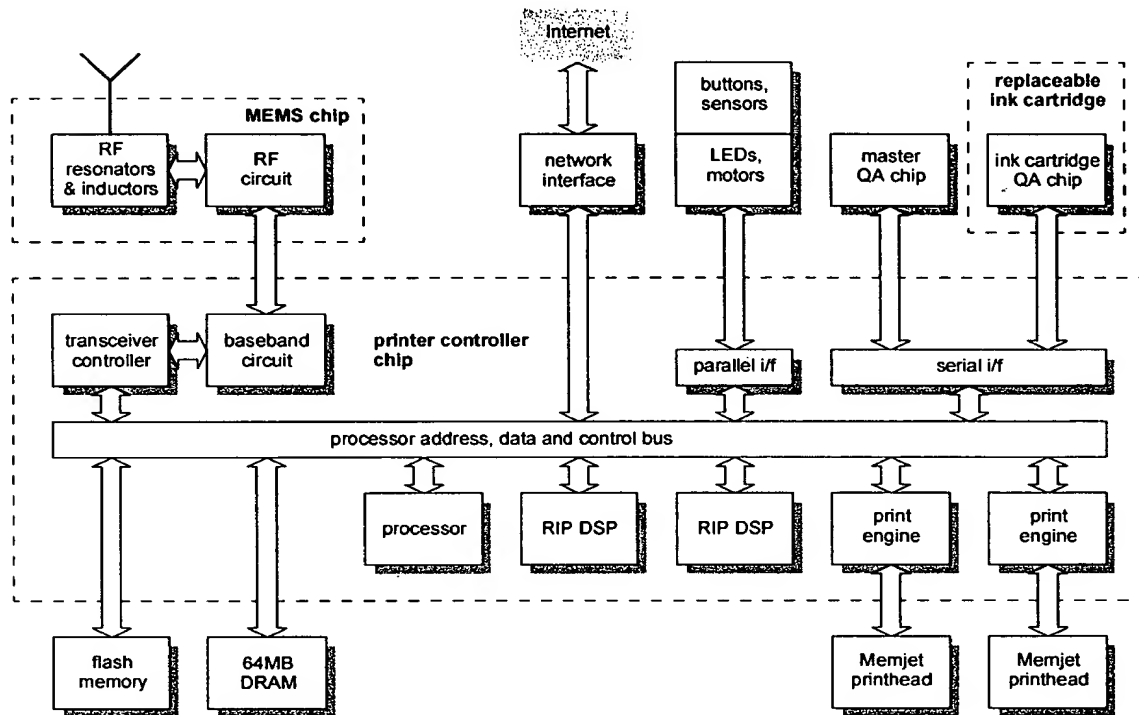 Internet
buttons,
sensors
replaceable
ink cartridge
MEMS chip
RF
resonators
& inductors
RF
circuit
network
interface
LEDs,
motors
master
QA chip
ink cartridge
QA chip
transceiver
controller
baseband
circuit
printer controller
chip
parallel i/f
serial i/f
processor address, data and control bus
processor
RIP DSP
RIP DSP
print
engine
print
engine
flash
memory
64MB
DRAM
Memjet
printhead
Memjet
printhead